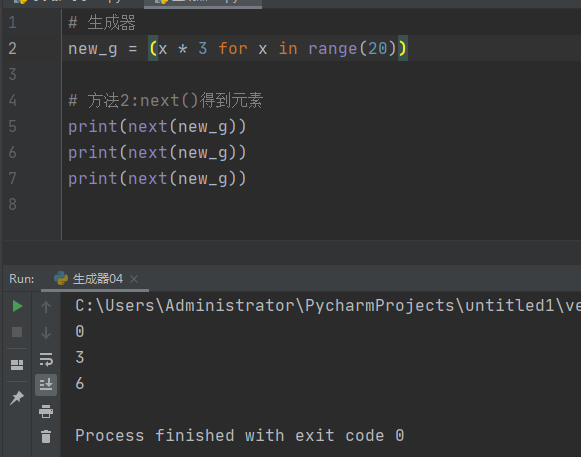 1 # 生成器
2 new_g = (x * 3 for x in range(20))
3
4 # 方法2:next()得到元素
5 print(next(new_g))
6 print(next(new_g))
7 print(next(new_g))
8
Run: 生成器04 ×
C:\Users\Administrator\PycharmProjects\untitled1\ve
0
3
6
Process finished with exit code 0